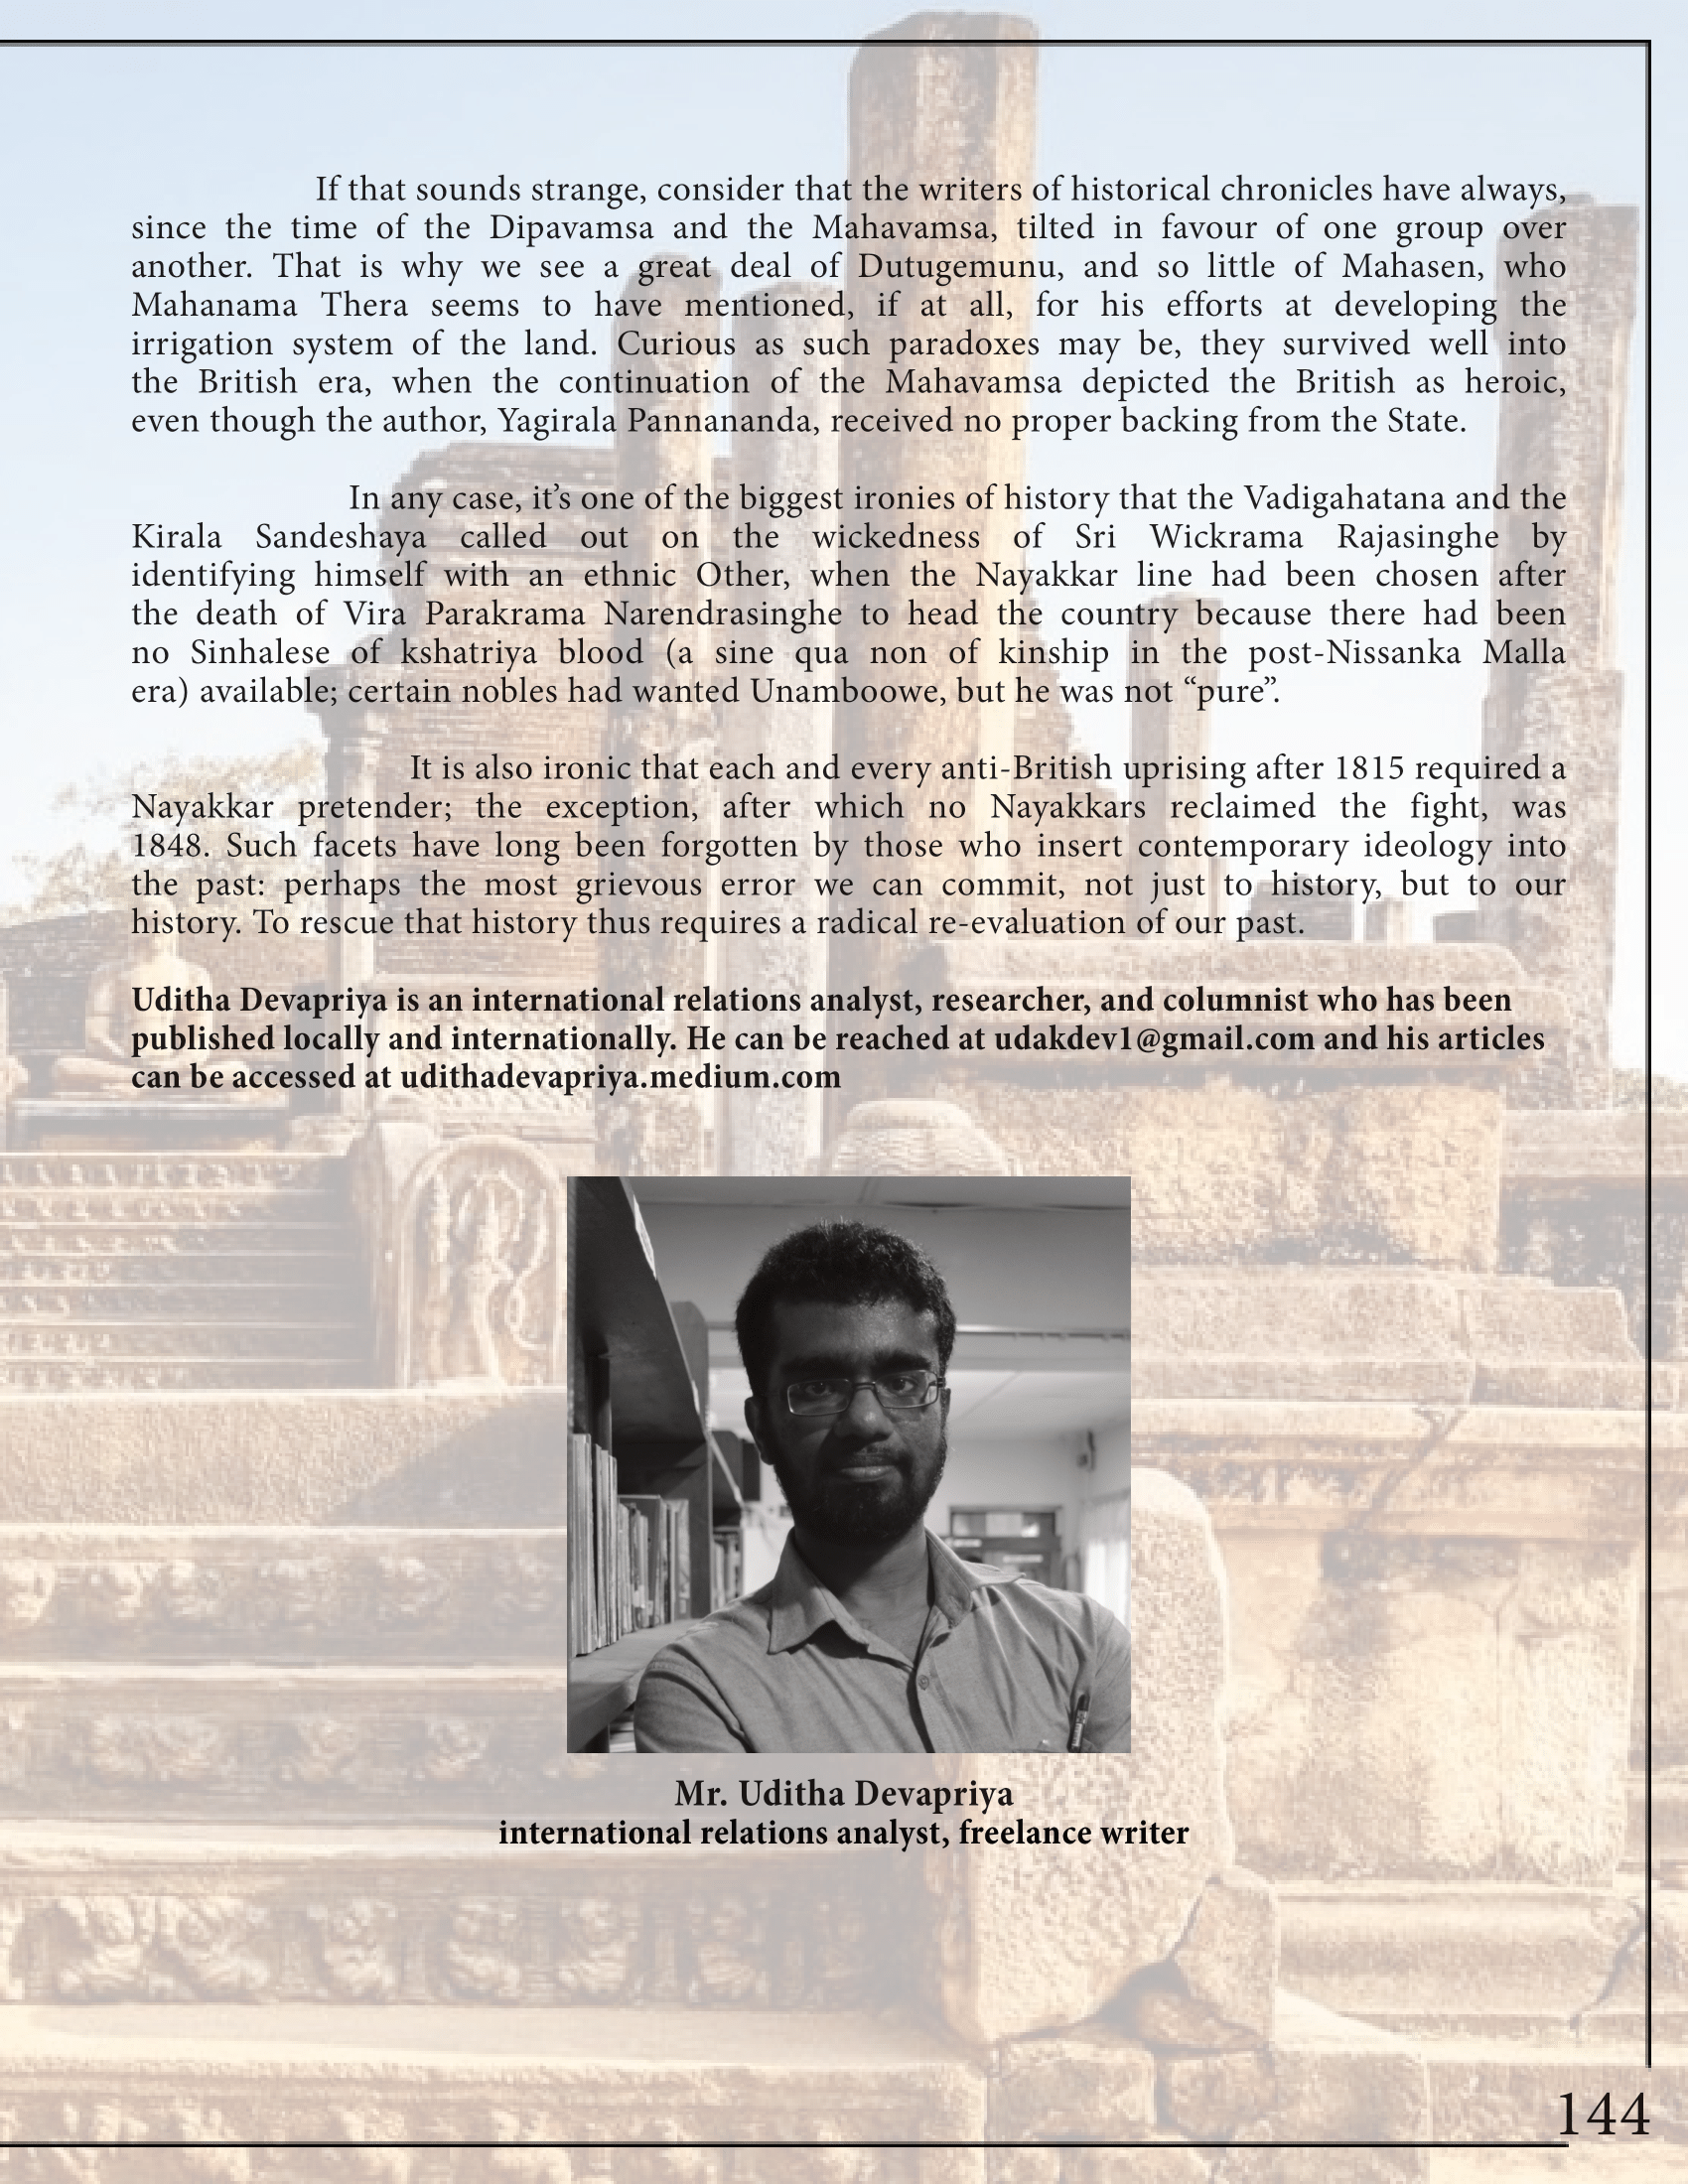 If that sounds strange, consider that the writers of historical chronicles have always,
since the time of the Dipavamsa and the Mahavamsa, tilted in favour of one group over
another. That is why we see a great deal of Dutugemunu, and so little of Mahasen, who
Mahanama Thera seems to have mentioned, if at all, for his efforts at developing the
irrigation system of the land. Curious as such paradoxes may be, they survived well into
the British era, when the continuation of the Mahavamsa depicted the British as heroic,
even though the author, Yagirala Pannananda, received no proper backing from the State.
In any case, it’s one of the biggest ironies of history that the Vadigahatana and the
Kirala Sandeshaya called out on the wickedness of Sri Wickrama Rajasinghe by
identifying himself with an ethnic Other, when the Nayakkar line had been chosen after
the death of Vira Parakrama Narendrasinghe to head the country because there had been
no Sinhalese of kshatriya blood (a sine qua non of kinship in the post-Nissanka Malla
era) available; certain nobles had wanted Unamboowe, but he was not “pure”.
It is also ironic that each and every anti-British uprising after 1815 required a
Nayakkar pretender; the exception, after which no Nayakkars reclaimed the fight, was
1848. Such facets have long been forgotten by those who insert contemporary ideology into
the past: perhaps the most grievous error we can commit, not just to history, but to our
history. To rescue that history thus requires a radical re-evaluation of our past.
Uditha Devapriya is an international relations analyst, researcher, and columnist who has been
published locally and internationally. He can be reached at udakdev1@gmail.com and his articles
can be accessed at udithadevapriya.medium.com
Mr. Uditha Devapriya
international relations analyst, freelance writer
144